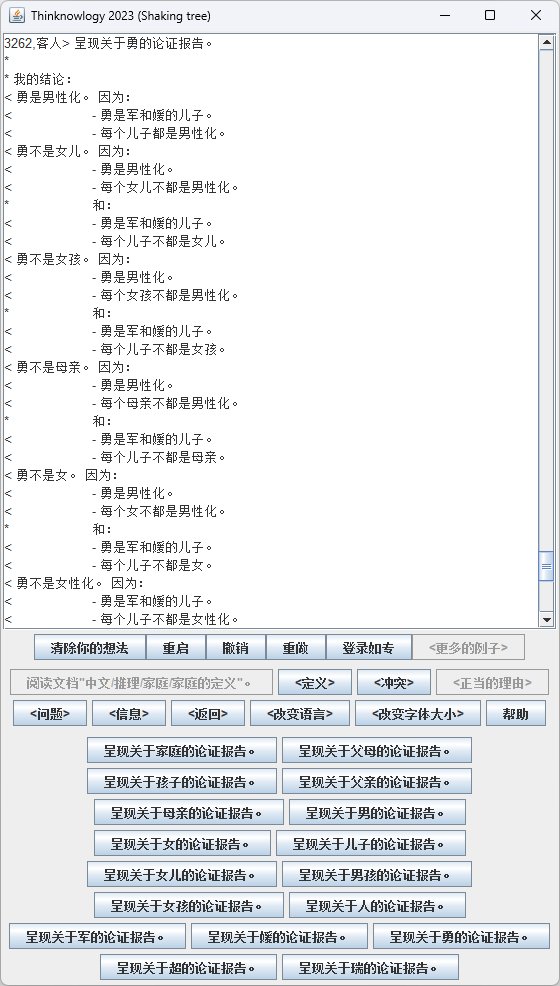 Thinknowlogy 2023 (Shaking tree)
3262,客人> 呈现关于勇的论证报告。
*
* 我的结论：
< 勇是男性化。 因为：
< - 勇是军和媛的儿子。
< - 每个儿子都是男性化。
< 勇不是女儿。 因为：
< - 勇是男性化。
< - 每个女儿不都是男性化。
* 和：
< - 勇是军和媛的儿子。
< - 每个儿子不都是女儿。
< 勇不是女孩。 因为：
< - 勇是男性化。
< - 每个女孩不都是男性化。
* 和：
< - 勇是军和媛的儿子。
< - 每个儿子不都是女孩。
< 勇不是母亲。 因为：
< - 勇是男性化。
< - 每个母亲不都是男性化。
* 和：
< - 勇是军和媛的儿子。
< - 每个儿子不都是母亲。
< 勇不是女。 因为：
< - 勇是男性化。
< - 每个女不都是男性化。
* 和：
< - 勇是军和媛的儿子。
< - 每个儿子不都是女。
< 勇不是女性化。 因为：
< - 勇是军和媛的儿子。
< - 每个儿子不都是女性化。
清除你的想法 重启 撤销 重做 登录如专 <更多的例子>
阅读文档"中文/推理/家庭/家庭的定义"。 <定义> <冲突> <正当的理由>
<问题> <信息> <返回> <改变语言> <改变字体大小> 帮助
呈现关于家庭的论证报告。 呈现关于父母的论证报告。
呈现关于孩子的论证报告。 呈现关于父亲的论证报告。
呈现关于母亲的论证报告。 呈现关于男的论证报告。
呈现关于女的论证报告。 呈现关于儿子的论证报告。
呈现关于女儿的论证报告。 呈现关于男孩的论证报告。
呈现关于女孩的论证报告。 呈现关于人的论证报告。
呈现关于军的论证报告。 呈现关于媛的论证报告。 呈现关于勇的论证报告。
呈现关于超的论证报告。 呈现关于瑞的论证报告。